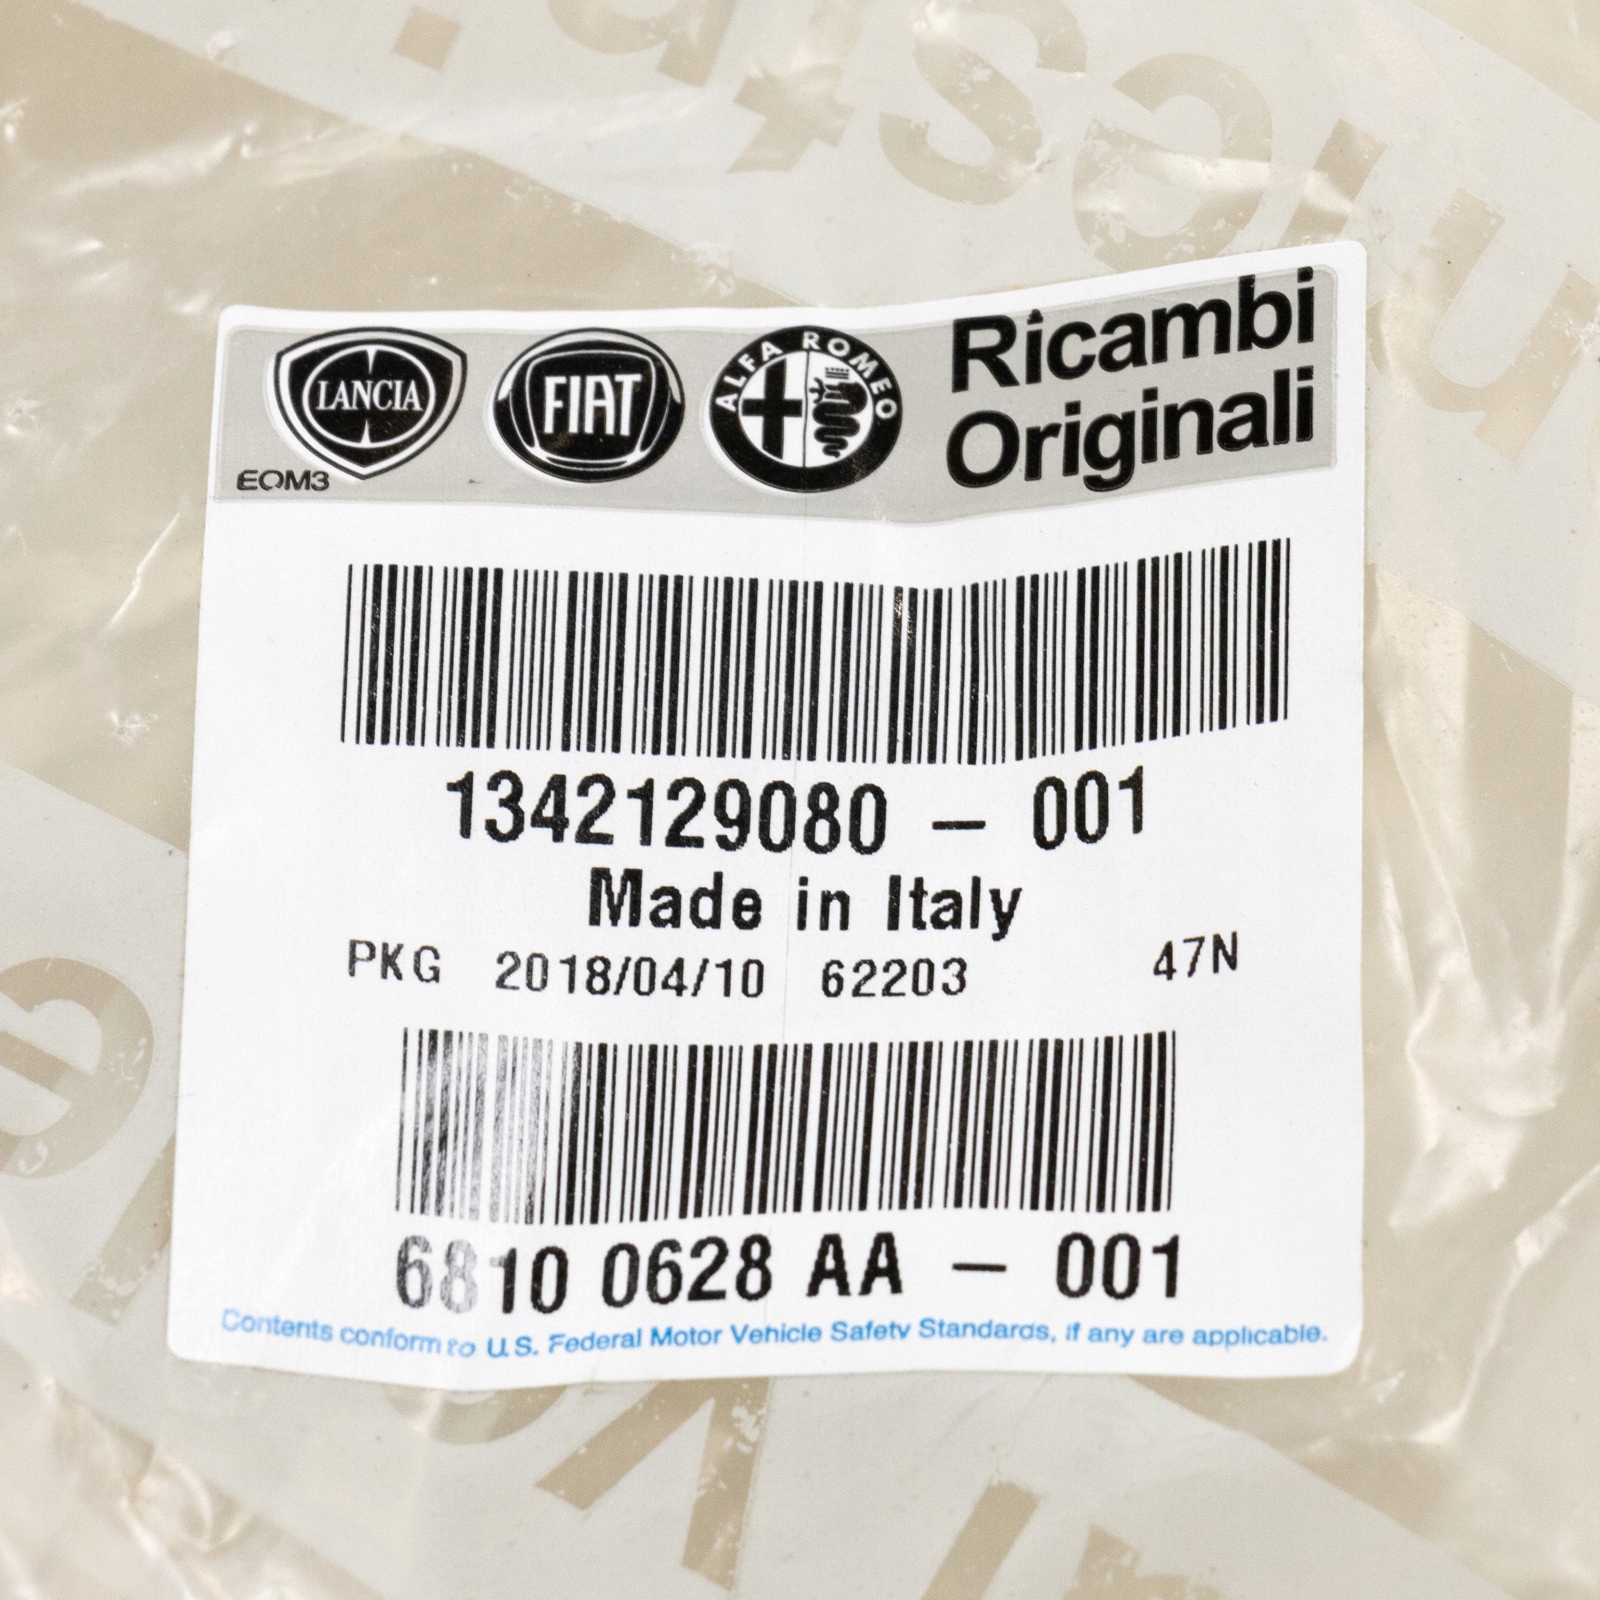 LANCIA
FIAT
ALFA ROMEO
Ricambi
Originali
EQM3
1342129080 – 001
Made in Italy
PKG 2018/04/10 62203 47N
6810 0628 AA – 001
Contents conform to U.S. Federal Motor Vehicle Safety Standards, if any are applicable.